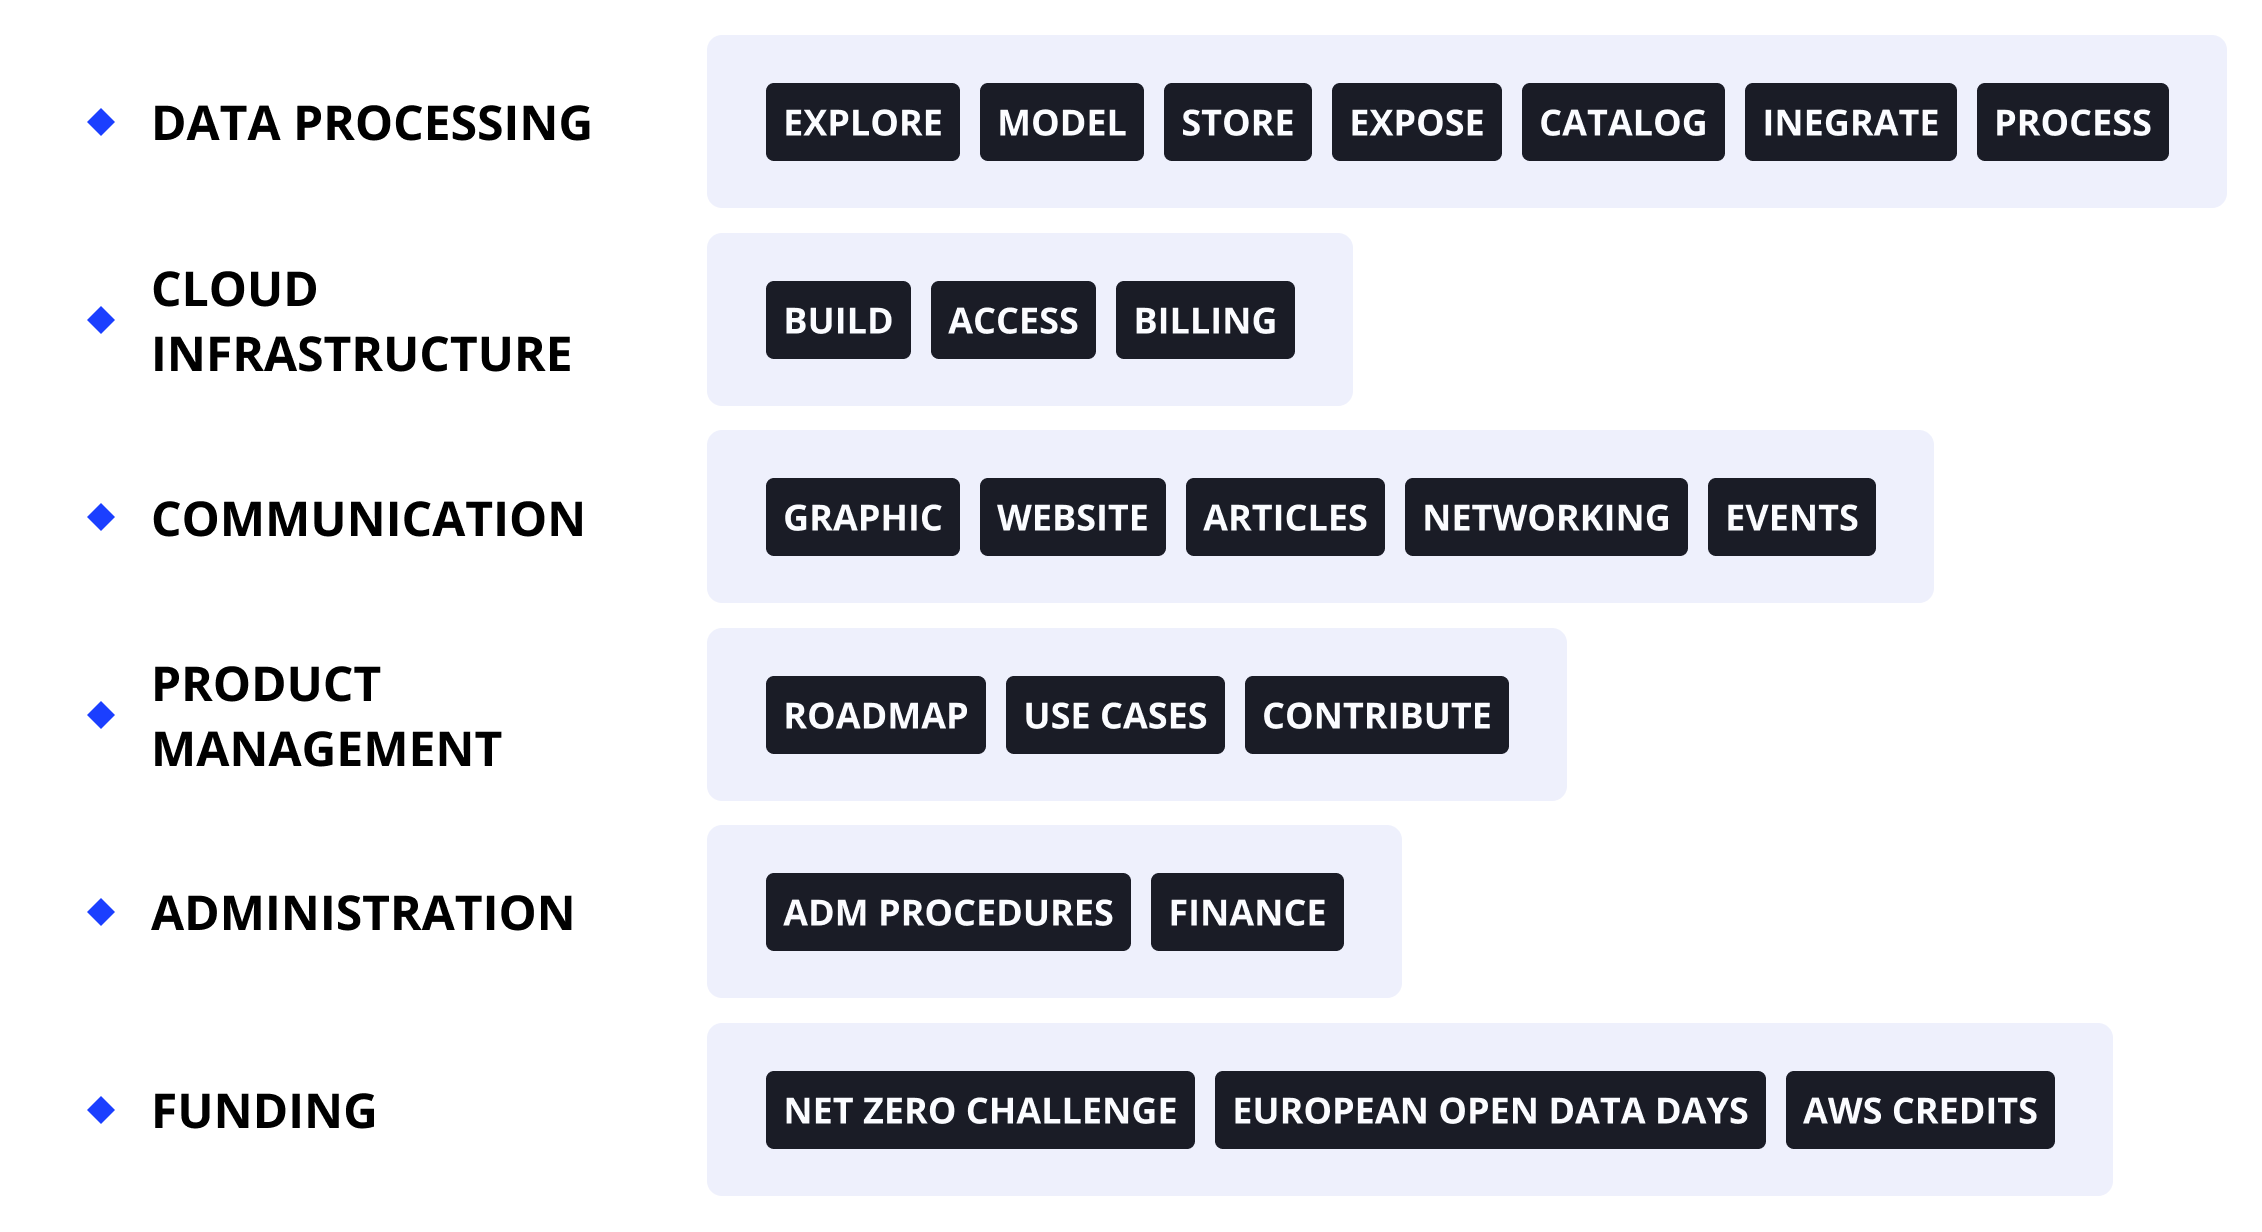 DATA PROCESSING
EXPLORE MODEL STORE EXPOSE CATALOG INEGRATE PROCESS
CLOUD
INFRASTRUCTURE
BUILD ACCESS BILLING
COMMUNICATION
GRAPHIC WEBSITE ARTICLES NETWORKING EVENTS
PRODUCT
MANAGEMENT
ROADMAP USE CASES CONTRIBUTE
ADMINISTRATION
ADM PROCEDURES FINANCE
FUNDING
NET ZERO CHALLENGE EUROPEAN OPEN DATA DAYS AWS CREDITS